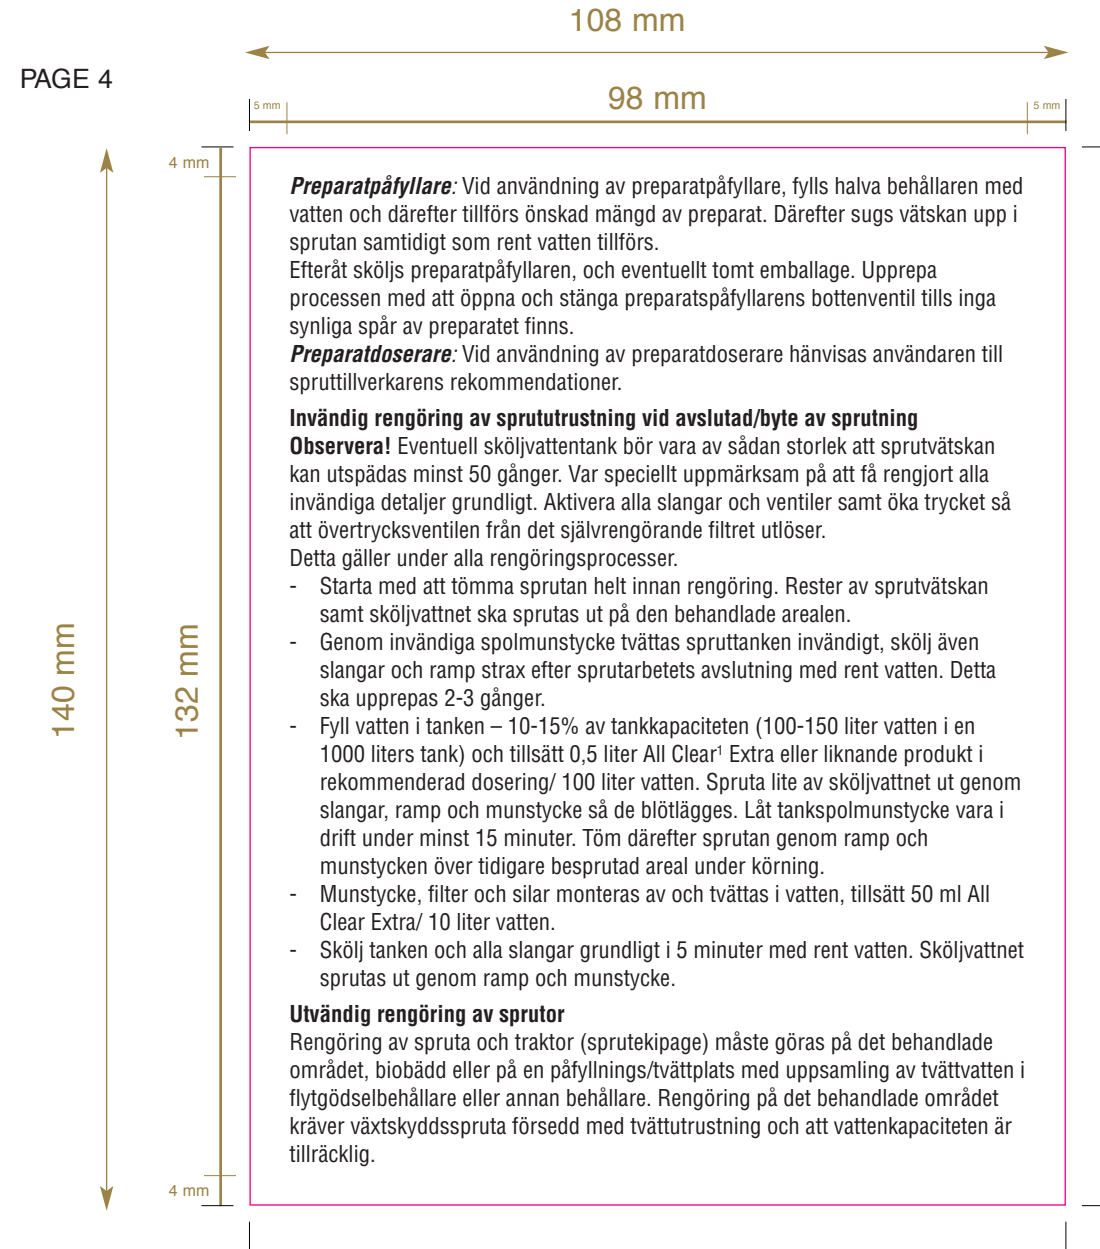 108 mm
PAGE 4
98 mm
5 mm
5 mm
4 mm
Preparatpåfyllare: Vid användning av preparatpåfyllare, fylls halva behållaren med
vatten och därefter tillförs önskad mängd av preparat. Därefter sugs vätskan upp i
sprutan samtidigt som rent vatten tillförs.
Efteråt sköljs preparatpåfyllaren, och eventuellt tomt emballage. Upprepa
processen med att öppna och stänga preparatspåfyllarens bottenventil tills inga
synliga spår av preparatet finns.
Preparatdoserare: Vid användning av preparatdoserare hänvisas användaren till
spruttillverkarens rekommendationer.
Invändig rengöring av sprututrustning vid avslutad/byte av sprutning
Observera! Eventuell sköljvattentank bör vara av sådan storlek att sprutvätskan
kan utspädas minst 50 gånger. Var speciellt uppmärksam på att få rengjort alla
invändiga detaljer grundligt. Aktivera alla slangar och ventiler samt öka trycket så
att övertrycksventilen från det självrengörande filtret utlöser.
Detta gäller under alla rengöringsprocesser.
- Starta med att tömma sprutan helt innan rengöring. Rester av sprutvätskan
samt sköljvattnet ska sprutas ut på den behandlade arealen.
- Genom invändiga spolmunstycke tvättas spruttanken invändigt, skölj även
slangar och ramp strax efter sprutarbetets avslutning med rent vatten. Detta
ska upprepas 2-3 gånger.
- Fyll vatten i tanken – 10-15% av tankkapaciteten (100-150 liter vatten i en
1000 liters tank) och tillsätt 0,5 liter All Clear¹ Extra eller liknande produkt i
rekommenderad dosering/ 100 liter vatten. Spruta lite av sköljvattnet ut genom
slangar, ramp och munstycke så de blötlägges. Låt tankspolmunstycke vara i
drift under minst 15 minuter. Töm därefter sprutan genom ramp och
munstycken över tidigare besprutad areal under körning.
- Munstycke, filter och silar monteras av och tvättas i vatten, tillsätt 50 ml All
Clear Extra/ 10 liter vatten.
- Skölj tanken och alla slangar grundligt i 5 minuter med rent vatten. Sköljvattnet
sprutas ut genom ramp och munstycke.
Utvändig rengöring av sprutor
Rengöring av spruta och traktor (sprutekipage) måste göras på det behandlade
området, biobädd eller på en påfyllnings/tvättplats med uppsamling av tvättvatten i
flytgödselbehållare eller annan behållare. Rengöring på det behandlade området
kräver växtskyddsspruta försedd med tvättutrustning och att vattenkapaciteten är
tillräcklig.
140 mm
132 mm
4 mm